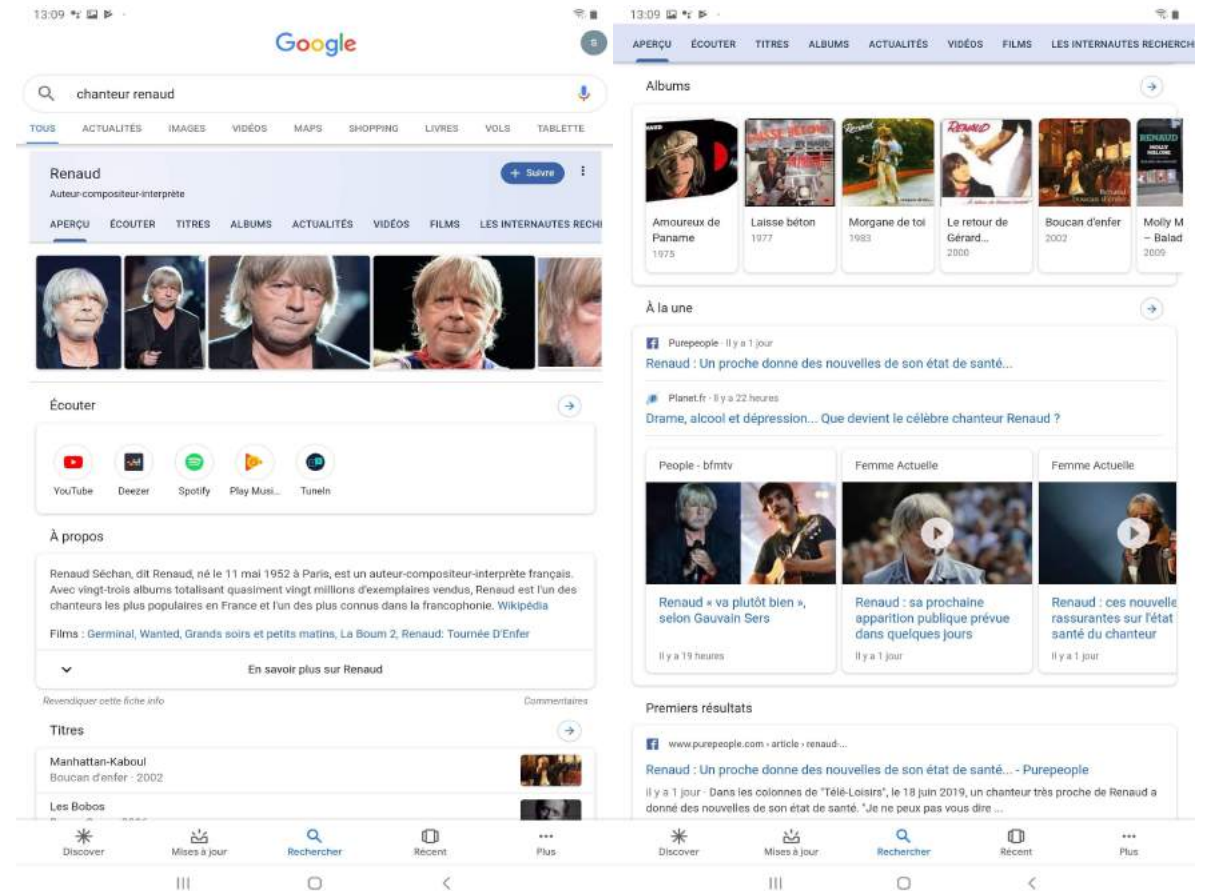 13:09
Google
S
chanteur renaud
TOUS ACTUALITÉS IMAGES VIDÉOS MAPS SHOPPING LIVRES VOLS TABLETTE
Renaud
Auteur-compositeur-interprète
+ Suivre
APERÇU ÉCOUTER TITRES ALBUMS ACTUALITÉS VIDÉOS FILMS LES INTERNAUTES RECH
Écouter
YouTube Deezer Spotify Play Musi... TuneIn
À propos
Renaud Séchan, dit Renaud, né le 11 mai 1952 à Paris, est un auteur-compositeur-interprète français.
Avec vingt-trois albums totalisant quasiment vingt millions d'exemplaires vendus, Renaud est l'un des
chanteurs les plus populaires en France et l'un des plus connus dans la francophonie. Wikipédia
Films : Germinal, Wanted, Grands soirs et petits matins, La Boum 2, Renaud: Tournée D'Enfer
En savoir plus sur Renaud
Revendiquer cette fiche info Commentaires
Titres
Manhattan-Kaboul
Boucan d'enfer · 2002
Les Bobos
Discover Mises à jour Rechercher Récent Plus
13:09
APERÇU ÉCOUTER TITRES ALBUMS ACTUALITÉS VIDÉOS FILMS LES INTERNAUTES RECHERCH
Albums
RENAUD
MOLLY
MALONE
Amoureux de
Paname
1975
Laisse béton
1977
Morgane de toi
1983
Le retour de
Gérard...
2000
Boucan d'enfer
2002
Molly M
– Balad
2009
À la une
Purepeople · Il y a 1 jour
Renaud : Un proche donne des nouvelles de son état de santé...
Planet.fr · Il y a 22 heures
Drame, alcool et dépression... Que devient le célèbre chanteur Renaud ?
People - bfmtv
Renaud « va plutôt bien »,
selon Gauvain Sers
Il y a 19 heures
Femme Actuelle
Renaud : sa prochaine
apparition publique prévue
dans quelques jours
Il y a 1 jour
Femme Actuelle
Renaud : ces nouvelle
rassurantes sur l'état
santé du chanteur
Il y a 1 jour
Premiers résultats
www.purepeople.com › article › renaud-...
Renaud : Un proche donne des nouvelles de son état de santé... - Purepeople
il y a 1 jour · Dans les colonnes de "Télé-Loisirs", le 18 juin 2019, un chanteur très proche de Renaud a
donné des nouvelles de son état de santé. "Je ne peux pas vous dire ...
Discover Mises à jour Rechercher Récent Plus